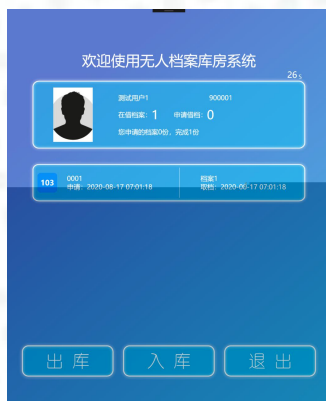 欢迎使用无人档案库房系统
26 s
测试用户1 900001
在借档案: 1 申请借档: 0
您申请的档案0份，完成1份
103 0001 档案1
申请: 2020-08-17 07:01:18 取档: 2020-08-17 07:01:18
出库 入库 退出